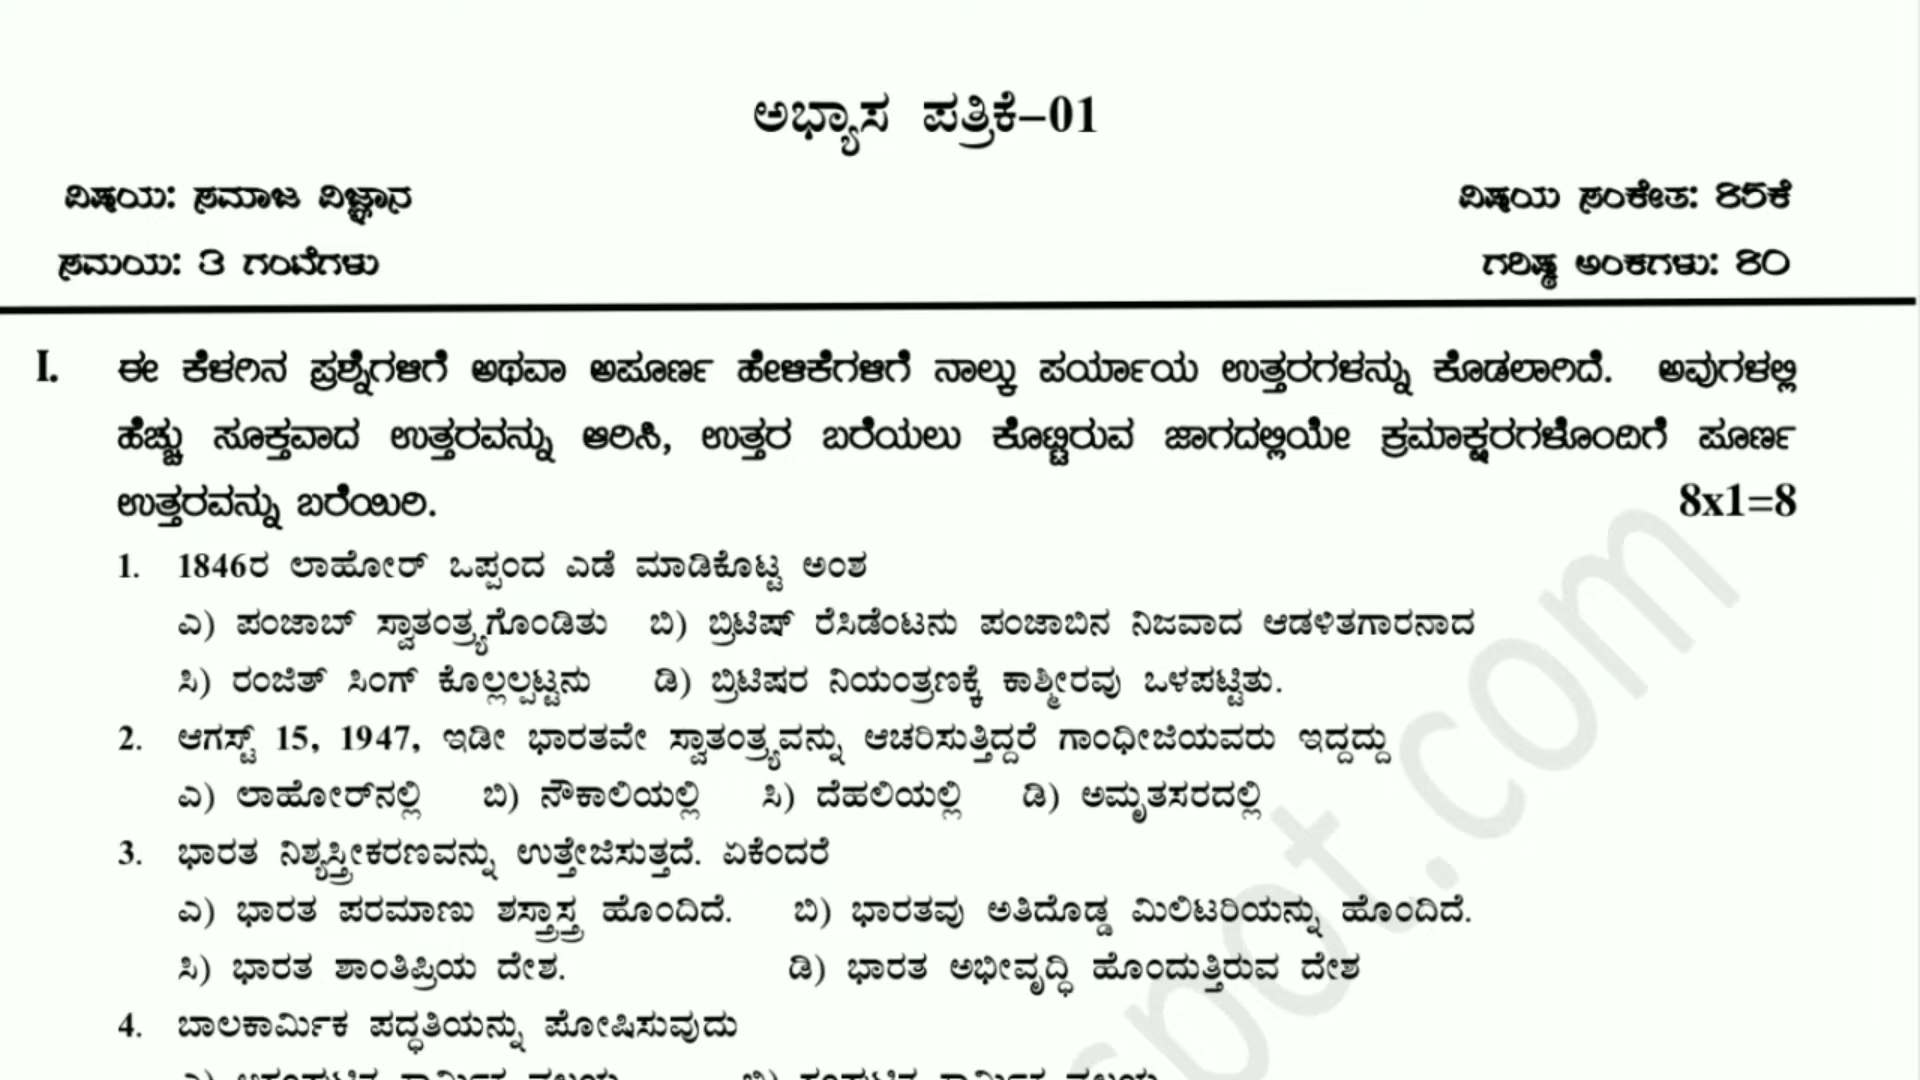 ಅಭ್ಯಾಸ ಪತ್ರಿಕೆ–01
ವಿಷಯ: ಸಮಾಜ ವಿಜ್ಞಾನ ವಿಷಯ ಸಂಕೇತ: 85ಕೆ
ಸಮಯ: 3 ಗಂಟೆಗಳು ಗರಿಷ್ಠ ಅಂಕಗಳು: 80
I. ಈ ಕೆಳಗಿನ ಪ್ರಶ್ನೆಗಳಿಗೆ ಅಥವಾ ಅಪೂರ್ಣ ಹೇಳಿಕೆಗಳಿಗೆ ನಾಲ್ಕು ಪರ್ಯಾಯ ಉತ್ತರಗಳನ್ನು ಕೊಡಲಾಗಿದೆ. ಅವುಗಳಲ್ಲಿ
ಹೆಚ್ಚು ಸೂಕ್ತವಾದ ಉತ್ತರವನ್ನು ಆರಿಸಿ, ಉತ್ತರ ಬರೆಯಲು ಕೊಟ್ಟಿರುವ ಜಾಗದಲ್ಲಿಯೇ ಕ್ರಮಾಕ್ಷರಗಳೊಂದಿಗೆ ಪೂರ್ಣ
ಉತ್ತರವನ್ನು ಬರೆಯಿರಿ. 8x1=8
1. 1846ರ ಲಾಹೋರ್ ಒಪ್ಪಂದ ಎಡೆ ಮಾಡಿಕೊಟ್ಟ ಅಂಶ
ಎ) ಪಂಜಾಬ್ ಸ್ವಾತಂತ್ರ್ಯಗೊಂಡಿತು ಬಿ) ಬ್ರಿಟಿಷ್ ರೆಸಿಡೆಂಟನು ಪಂಜಾಬಿನ ನಿಜವಾದ ಆಡಳಿತಗಾರನಾದ
ಸಿ) ರಂಜಿತ್ ಸಿಂಗ್ ಕೊಲ್ಲಲ್ಪಟ್ಟನು ಡಿ) ಬ್ರಿಟಿಷರ ನಿಯಂತ್ರಣಕ್ಕೆ ಕಾಶ್ಮೀರವು ಒಳಪಟ್ಟಿತು.
2. ಆಗಸ್ಟ್ 15, 1947, ಇಡೀ ಭಾರತವೇ ಸ್ವಾತಂತ್ರ್ಯವನ್ನು ಆಚರಿಸುತ್ತಿದ್ದರೆ ಗಾಂಧೀಜಿಯವರು ಇದ್ದದ್ದು
ಎ) ಲಾಹೋರ್‌ನಲ್ಲಿ ಬಿ) ನೌಕಾಲಿಯಲ್ಲಿ ಸಿ) ದೆಹಲಿಯಲ್ಲಿ ಡಿ) ಅಮೃತಸರದಲ್ಲಿ
3. ಭಾರತ ನಿಶ್ಯಸ್ತ್ರೀಕರಣವನ್ನು ಉತ್ತೇಜಿಸುತ್ತದೆ. ಏಕೆಂದರೆ
ಎ) ಭಾರತ ಪರಮಾಣು ಶಸ್ತ್ರಾಸ್ತ್ರ ಹೊಂದಿದೆ. ಬಿ) ಭಾರತವು ಅತಿದೊಡ್ಡ ಮಿಲಿಟರಿಯನ್ನು ಹೊಂದಿದೆ.
ಸಿ) ಭಾರತ ಶಾಂತಿಪ್ರಿಯ ದೇಶ. ಡಿ) ಭಾರತ ಅಭೀವೃದ್ಧಿ ಹೊಂದುತ್ತಿರುವ ದೇಶ
4. ಬಾಲಕಾರ್ಮಿಕ ಪದ್ಧತಿಯನ್ನು ಪೋಷಿಸುವುದು
pot.com